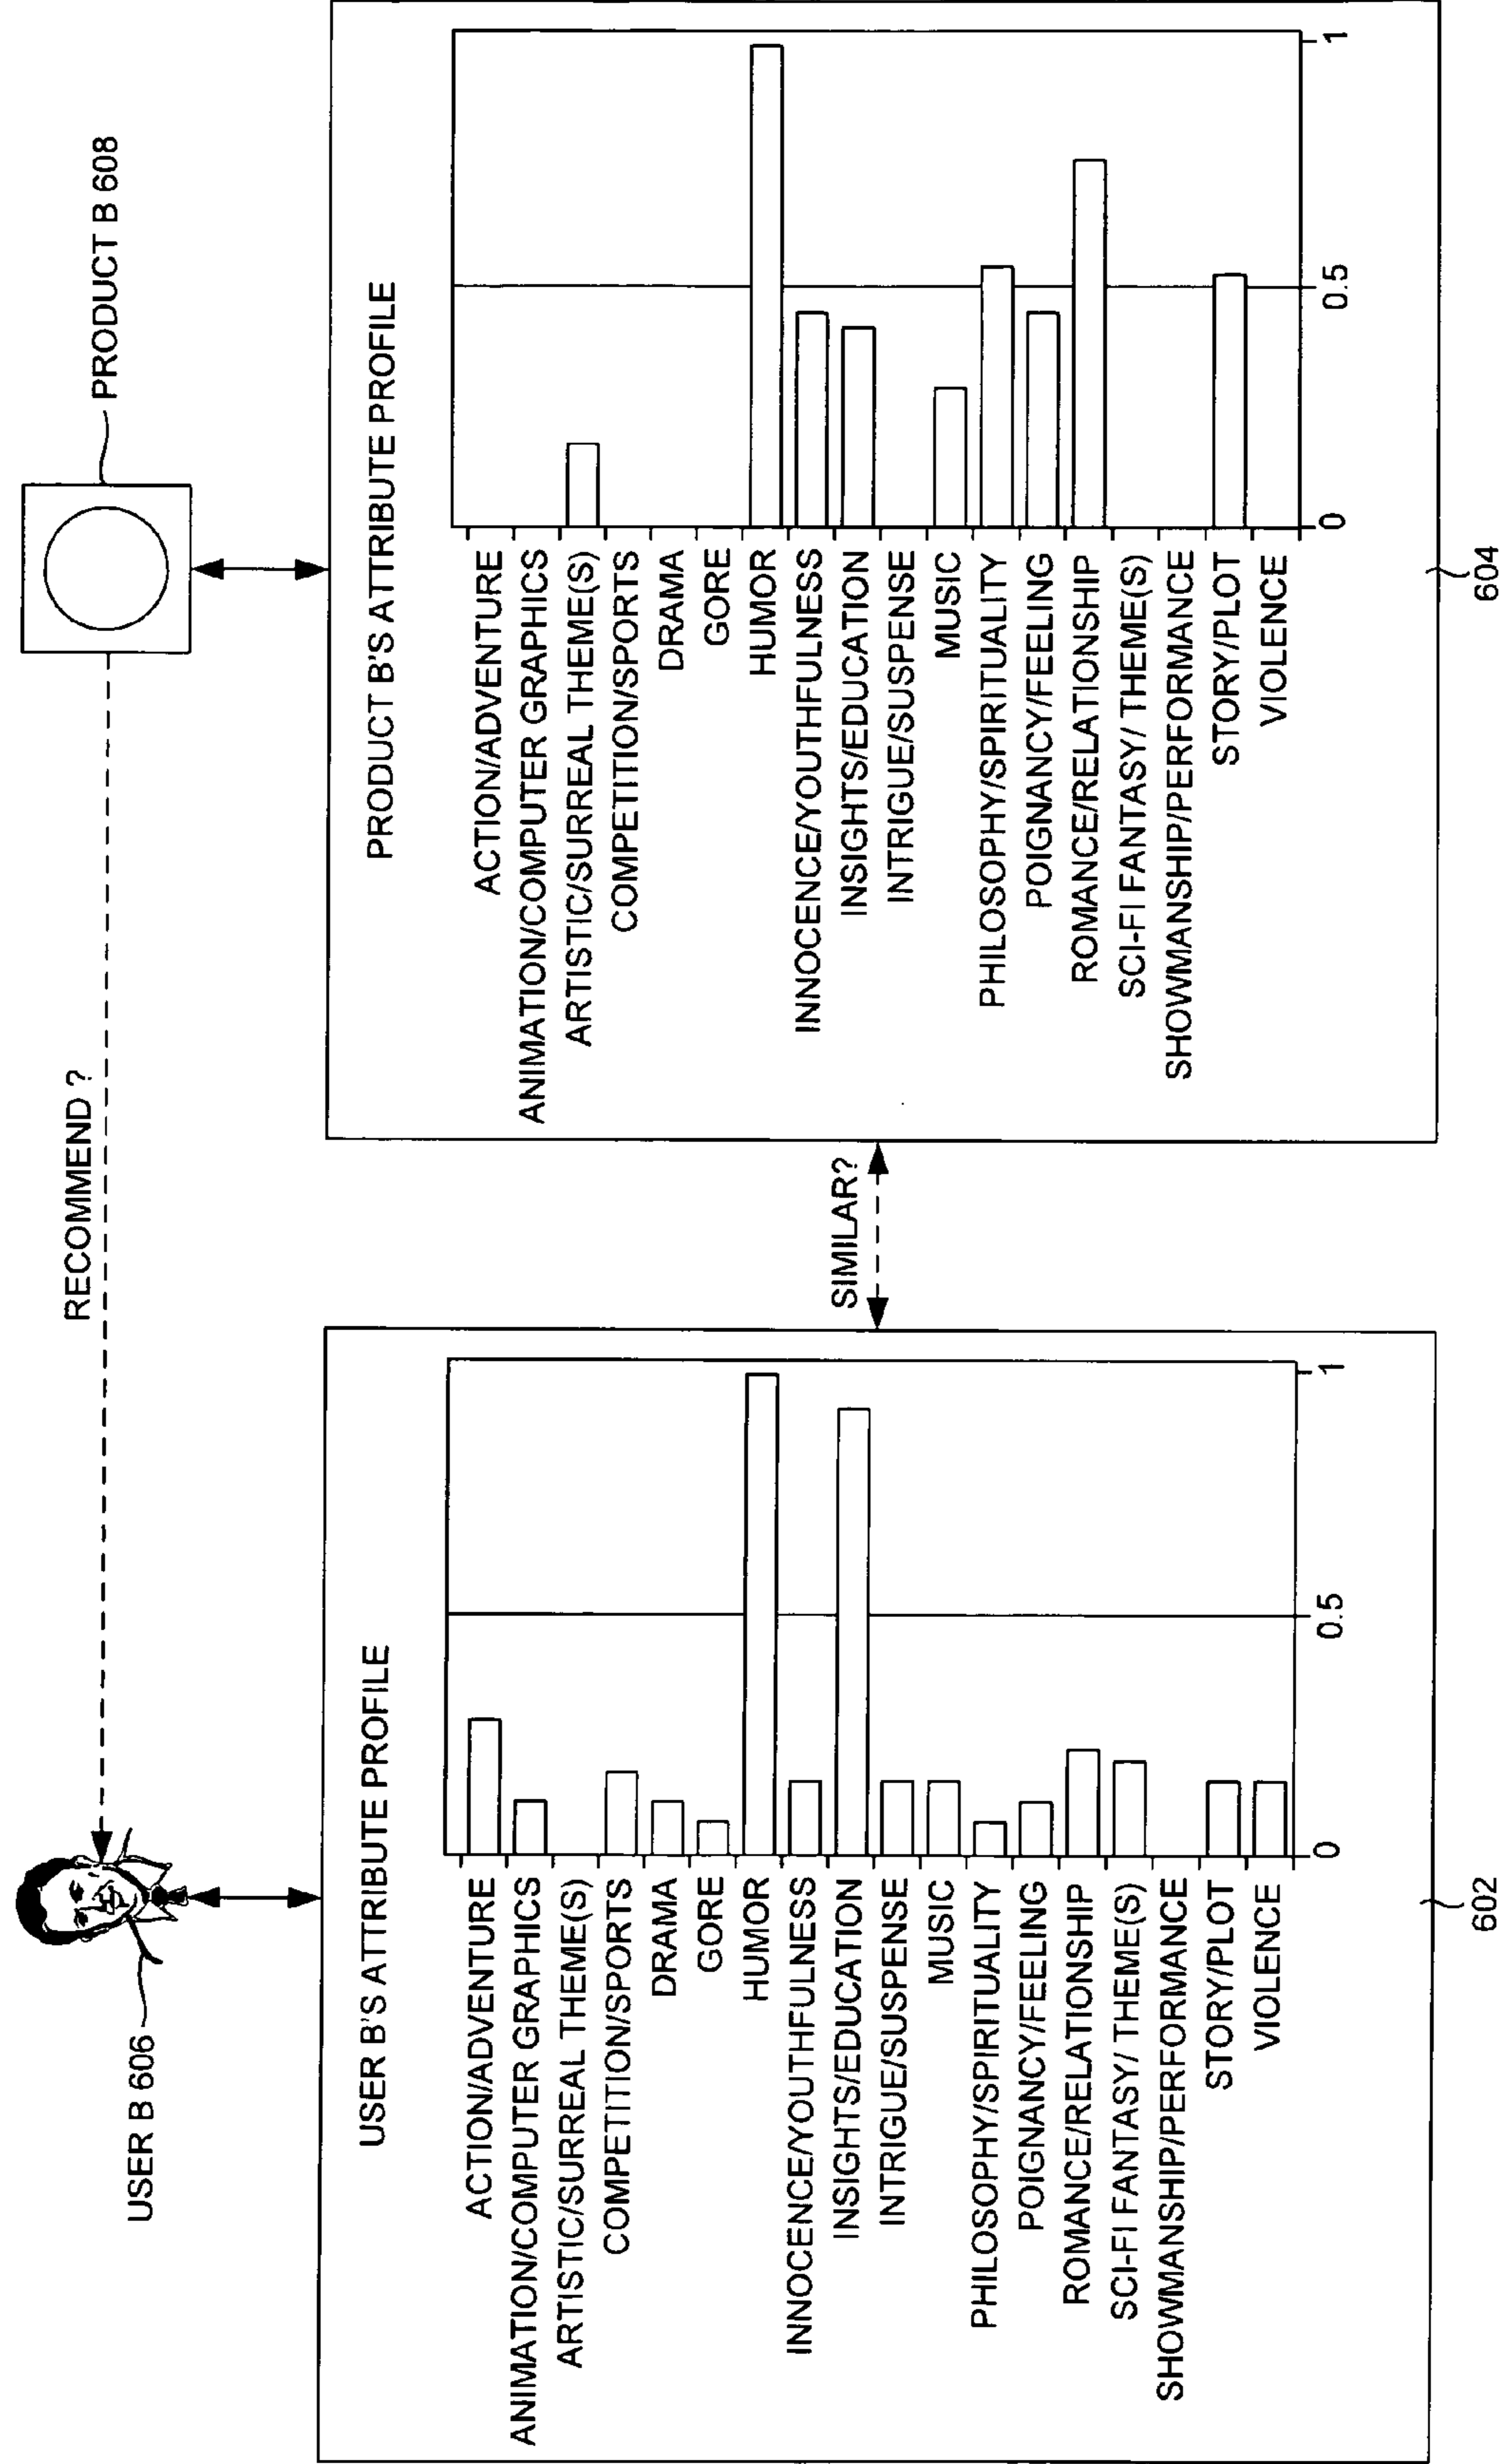 RECOMMEND ?
USER B 606
PRODUCT B 608
USER B'S ATTRIBUTE PROFILE
ACTION/ADVENTURE
ANIMATION/COMPUTER GRAPHICS
ARTISTIC/SURREAL THEME(S)
COMPETITION/SPORTS
DRAMA
GORE
HUMOR
INNOCENCE/YOUTHFULNESS
INSIGHTS/EDUCATION
INTRIGUE/SUSPENSE
MUSIC
PHILOSOPHY/SPIRITUALITY
POIGNANCY/FEELING
ROMANCE/RELATIONSHIP
SCI-FI FANTASY/ THEME(S)
SHOWMANSHIP/PERFORMANCE
STORY/PLOT
VIOLENCE
0
0.5
1
602
SIMILAR?
PRODUCT B'S ATTRIBUTE PROFILE
ACTION/ADVENTURE
ANIMATION/COMPUTER GRAPHICS
ARTISTIC/SURREAL THEME(S)
COMPETITION/SPORTS
DRAMA
GORE
HUMOR
INNOCENCE/YOUTHFULNESS
INSIGHTS/EDUCATION
INTRIGUE/SUSPENSE
MUSIC
PHILOSOPHY/SPIRITUALITY
POIGNANCY/FEELING
ROMANCE/RELATIONSHIP
SCI-FI FANTASY/ THEME(S)
SHOWMANSHIP/PERFORMANCE
STORY/PLOT
VIOLENCE
0
0.5
1
604